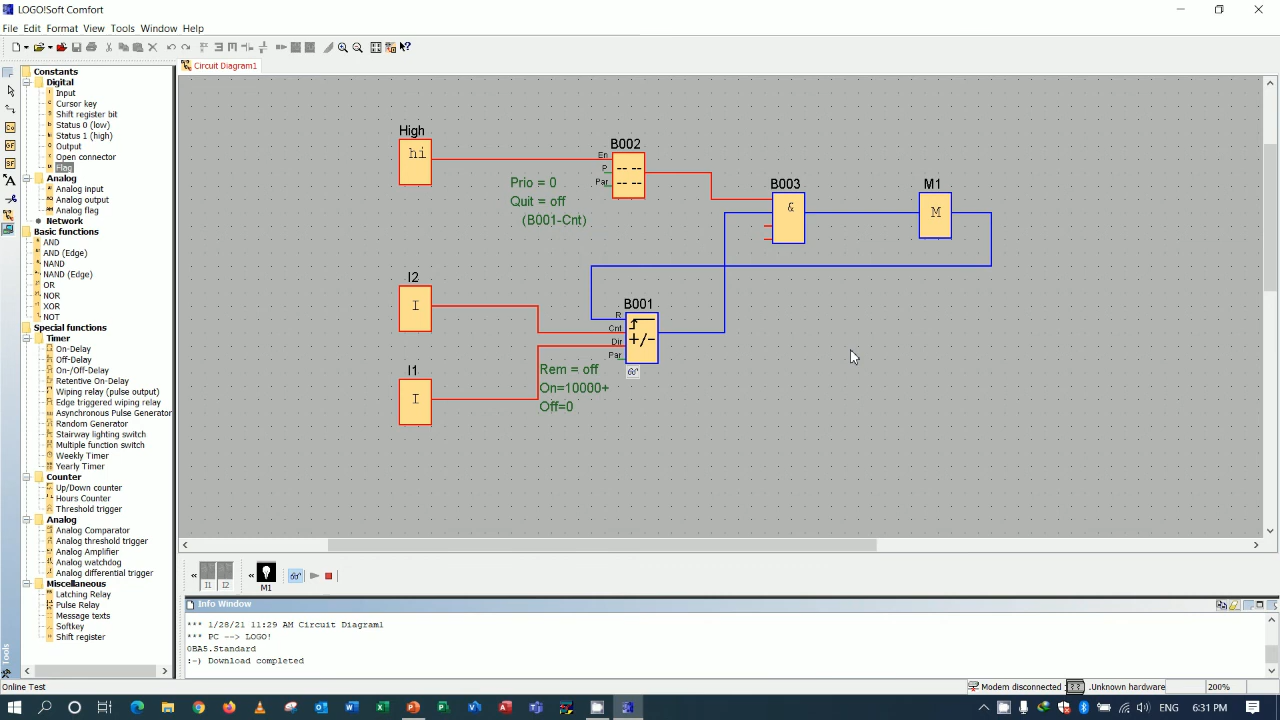 LOGO!Soft Comfort
File Edit Format View Tools Window Help
Circuit Diagram1
Constants
Digital
Input
Cursor key
Shift register bit
Status 0 (low)
Status 1 (high)
Output
Open connector
Flag
Analog
Analog input
Analog output
Analog flag
Network
Basic functions
AND
AND (Edge)
NAND
NAND (Edge)
OR
NOR
XOR
NOT
Special functions
Timer
On-Delay
Off-Delay
On-/Off-Delay
Retentive On-Delay
Wiping relay (pulse output)
Edge triggered wiping relay
Asynchronous Pulse Generator
Random Generator
Stairway lighting switch
Multiple function switch
Weekly Timer
Yearly Timer
Counter
Up/Down counter
Hours Counter
Threshold trigger
Analog
Analog Comparator
Analog threshold trigger
Analog Amplifier
Analog watchdog
Analog differential trigger
Miscellaneous
Latching Relay
Pulse Relay
Message texts
Softkey
Shift register
Tools
High
hi
B002
En
P
Par
Prio = 0
Quit = off
(B001-Cnt)
B003
&
M1
M
I2
I
B001
R
Cnt
Dir
Par
+/-
Rem = off
On=10000+
Off=0
I1
I
I1 I2 M1
Info Window
*** 1/28/21 11:29 AM Circuit Diagram1
*** PC --> LOGO!
0BA5.Standard
:-) Download completed
Online Test
Modem disconnected
??
.Unknown hardware
200%
ENG
6:31 PM